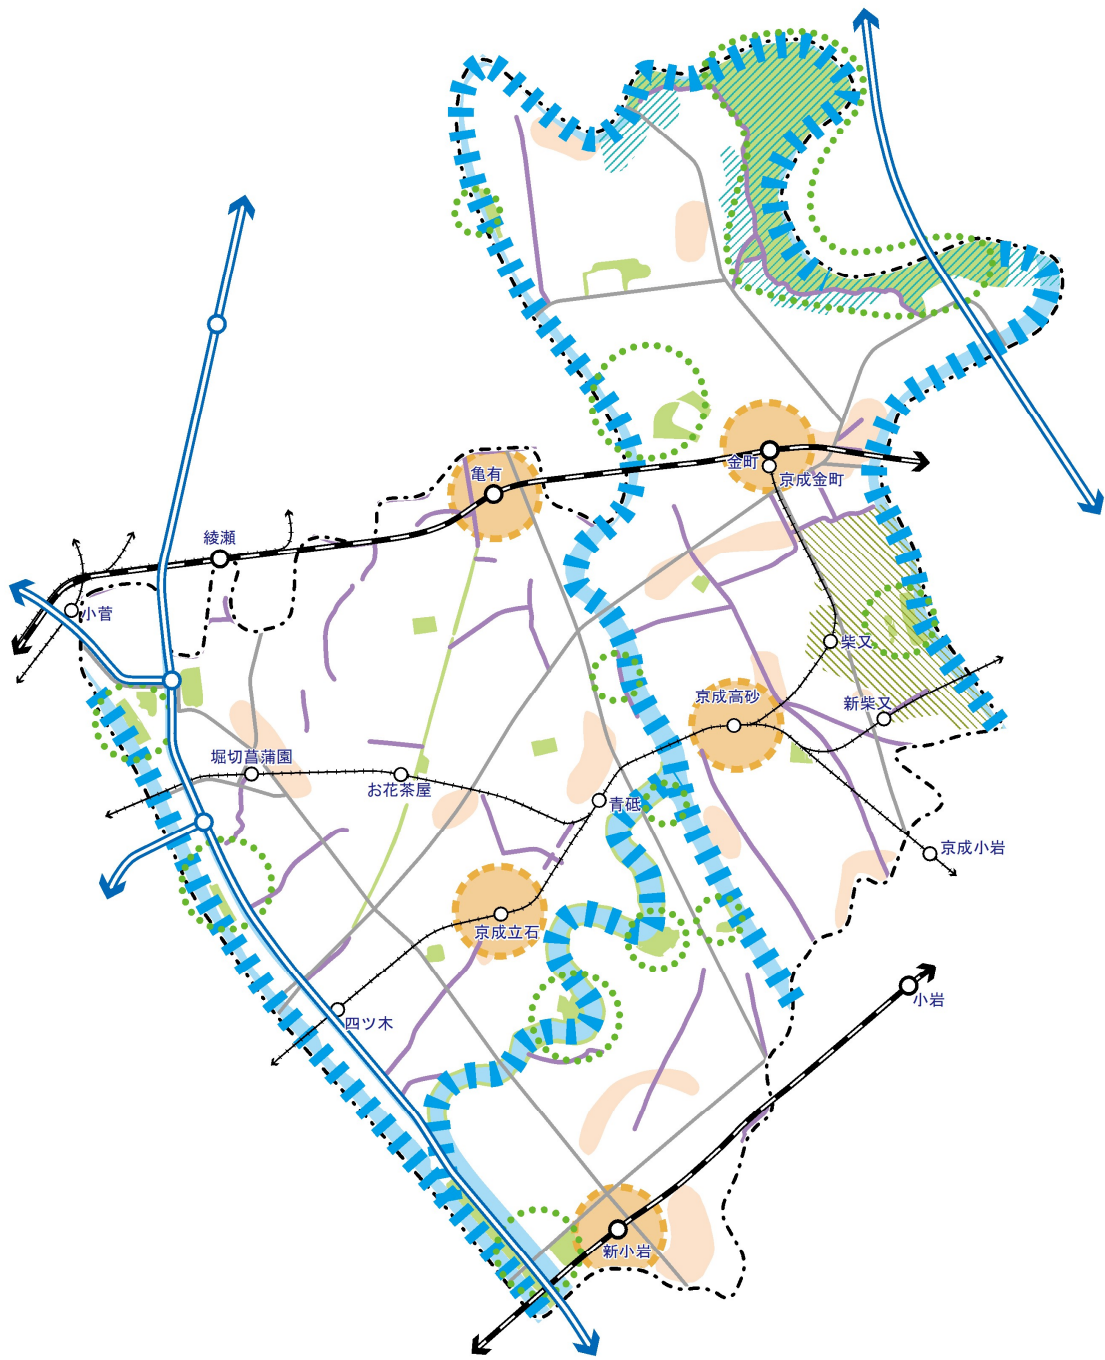 金町
京成金町
亀有
綾瀬
小菅
柴又
京成高砂
新柴又
堀切菖蒲園
お花茶屋
青砥
京成小岩
京成立石
小岩
四ツ木
新小岩